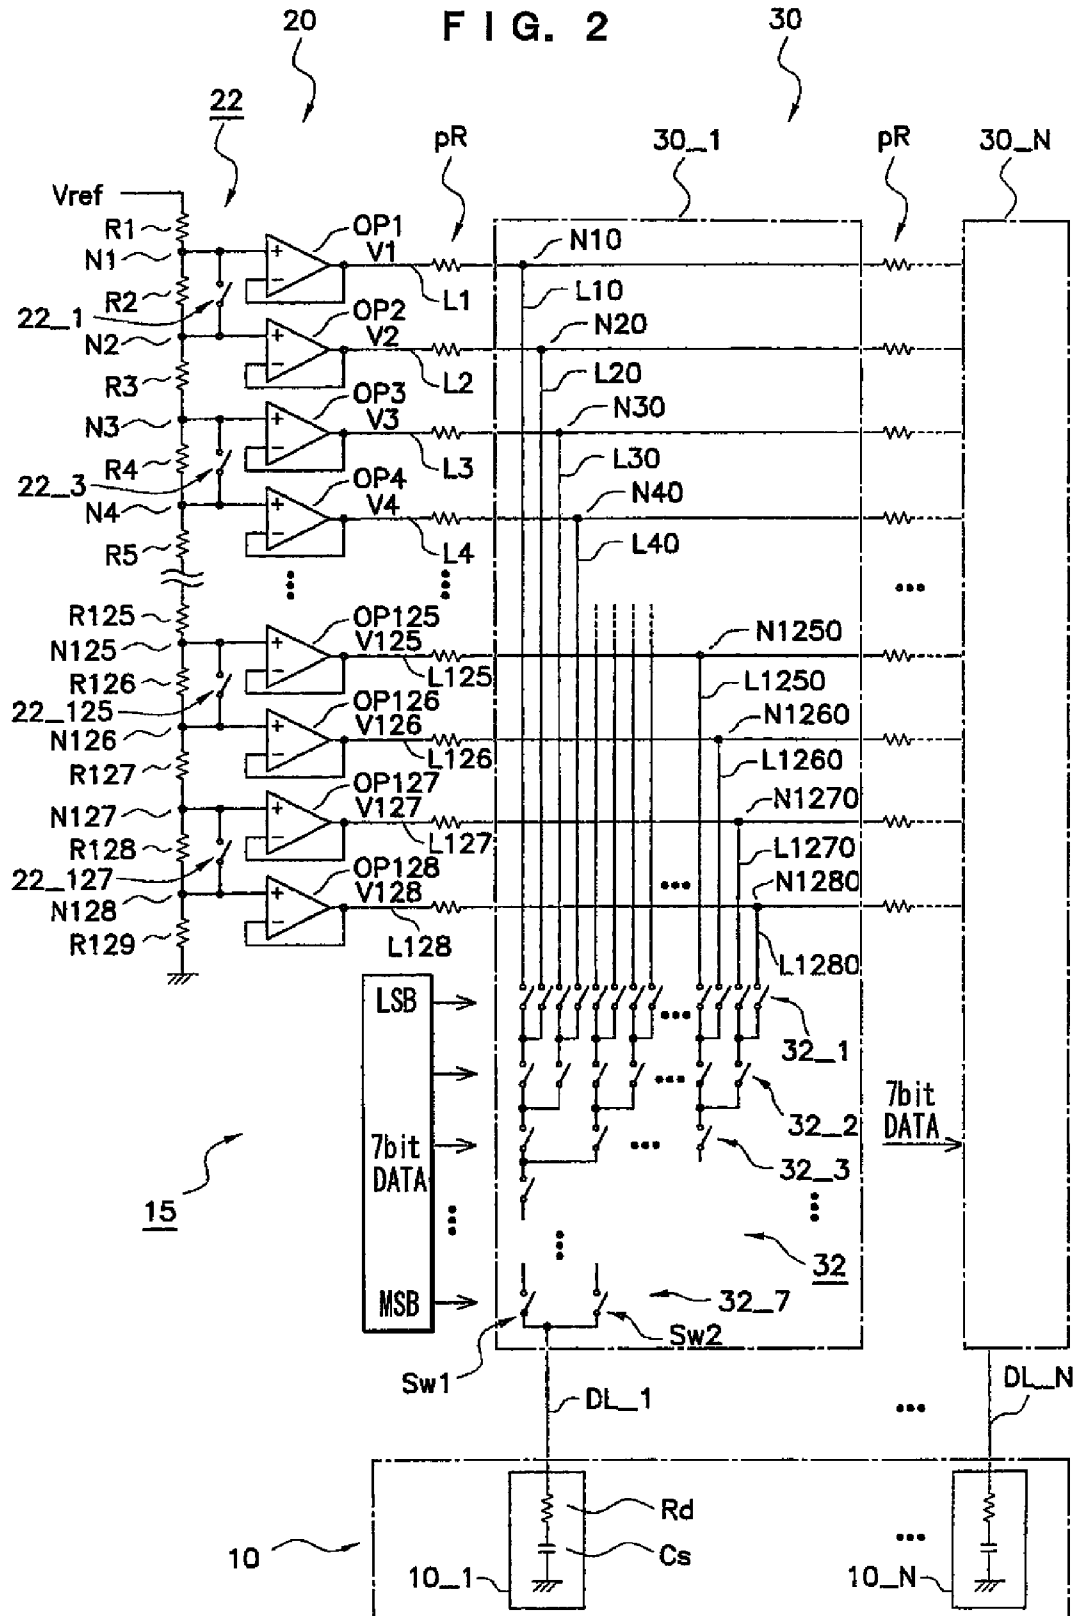 FIG. 2
20
30
22
pR
30_1
pR
30_N
Vref
R1
OP1
V1
N10
N1
L1
L10
R2
22_1
OP2
V2
N20
N2
L2
L20
R3
OP3
V3
N30
N3
L3
L30
R4
22_3
OP4
V4
N40
N4
L4
L40
R5
R125
OP125
V125
N1250
N125
L125
L1250
R126
22_125
OP126
V126
N1260
N126
L126
L1260
R127
OP127
V127
N1270
N127
L127
L1270
R128
22_127
OP128
V128
N1280
N128
L128
L1280
R129
LSB
32_1
32_2
7bit
DATA
7bit
DATA
32_3
15
32
MSB
32_7
Sw1
Sw2
DL_1
DL_N
10
Rd
Cs
10_1
10_N